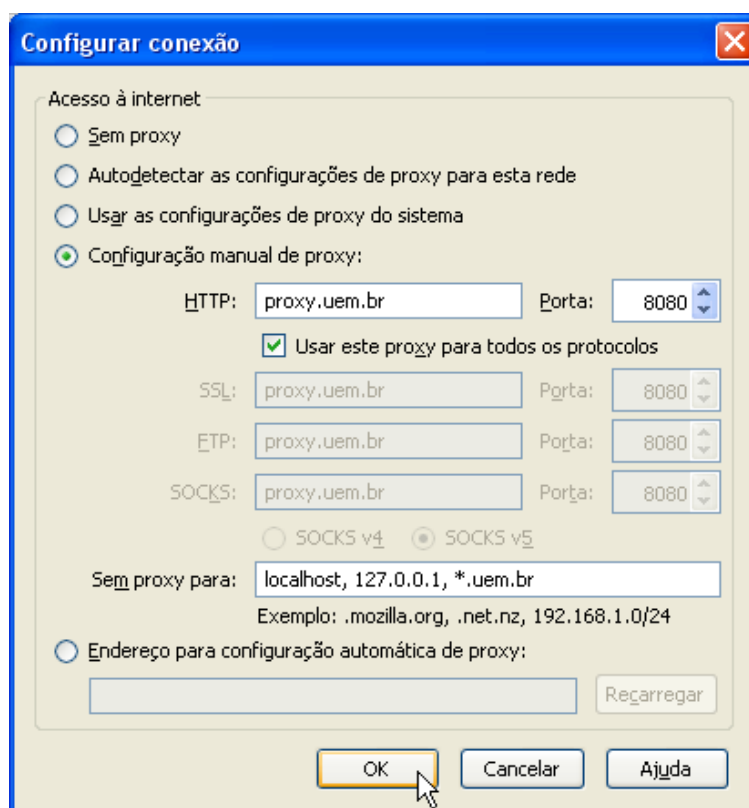 Configurar conexão
Acesso à internet
Sem proxy
Autodetectar as configurações de proxy para esta rede
Usar as configurações de proxy do sistema
Configuração manual de proxy:
HTTP: proxy.uem.br Porta: 8080
Usar este proxy para todos os protocolos
SSL: proxy.uem.br Porta: 8080
FTP: proxy.uem.br Porta: 8080
SOCKS: proxy.uem.br Porta: 8080
SOCKS v4 SOCKS v5
Sem proxy para: localhost, 127.0.0.1, *.uem.br
Exemplo: .mozilla.org, .net.nz, 192.168.1.0/24
Endereço para configuração automática de proxy:
Recarregar
OK Cancelar Ajuda